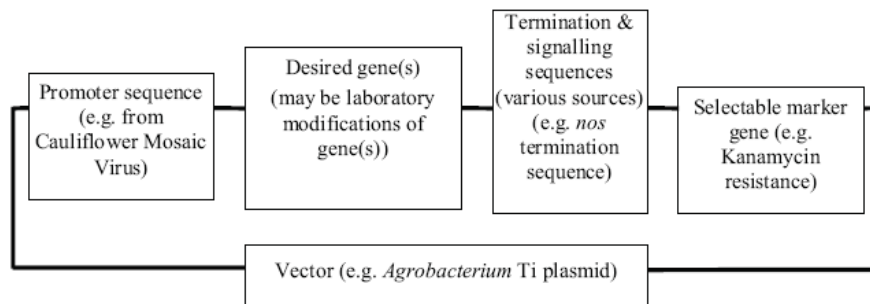 Promoter sequence
(e.g. from
Cauliflower Mosaic
Virus)
Desired gene(s)
(may be laboratory
modifications of
gene(s))
Termination &
signalling
sequences
(various sources)
(e.g. nos
termination
sequence)
Selectable marker
gene (e.g.
Kanamycin
resistance)
Vector (e.g. Agrobacterium Ti plasmid)